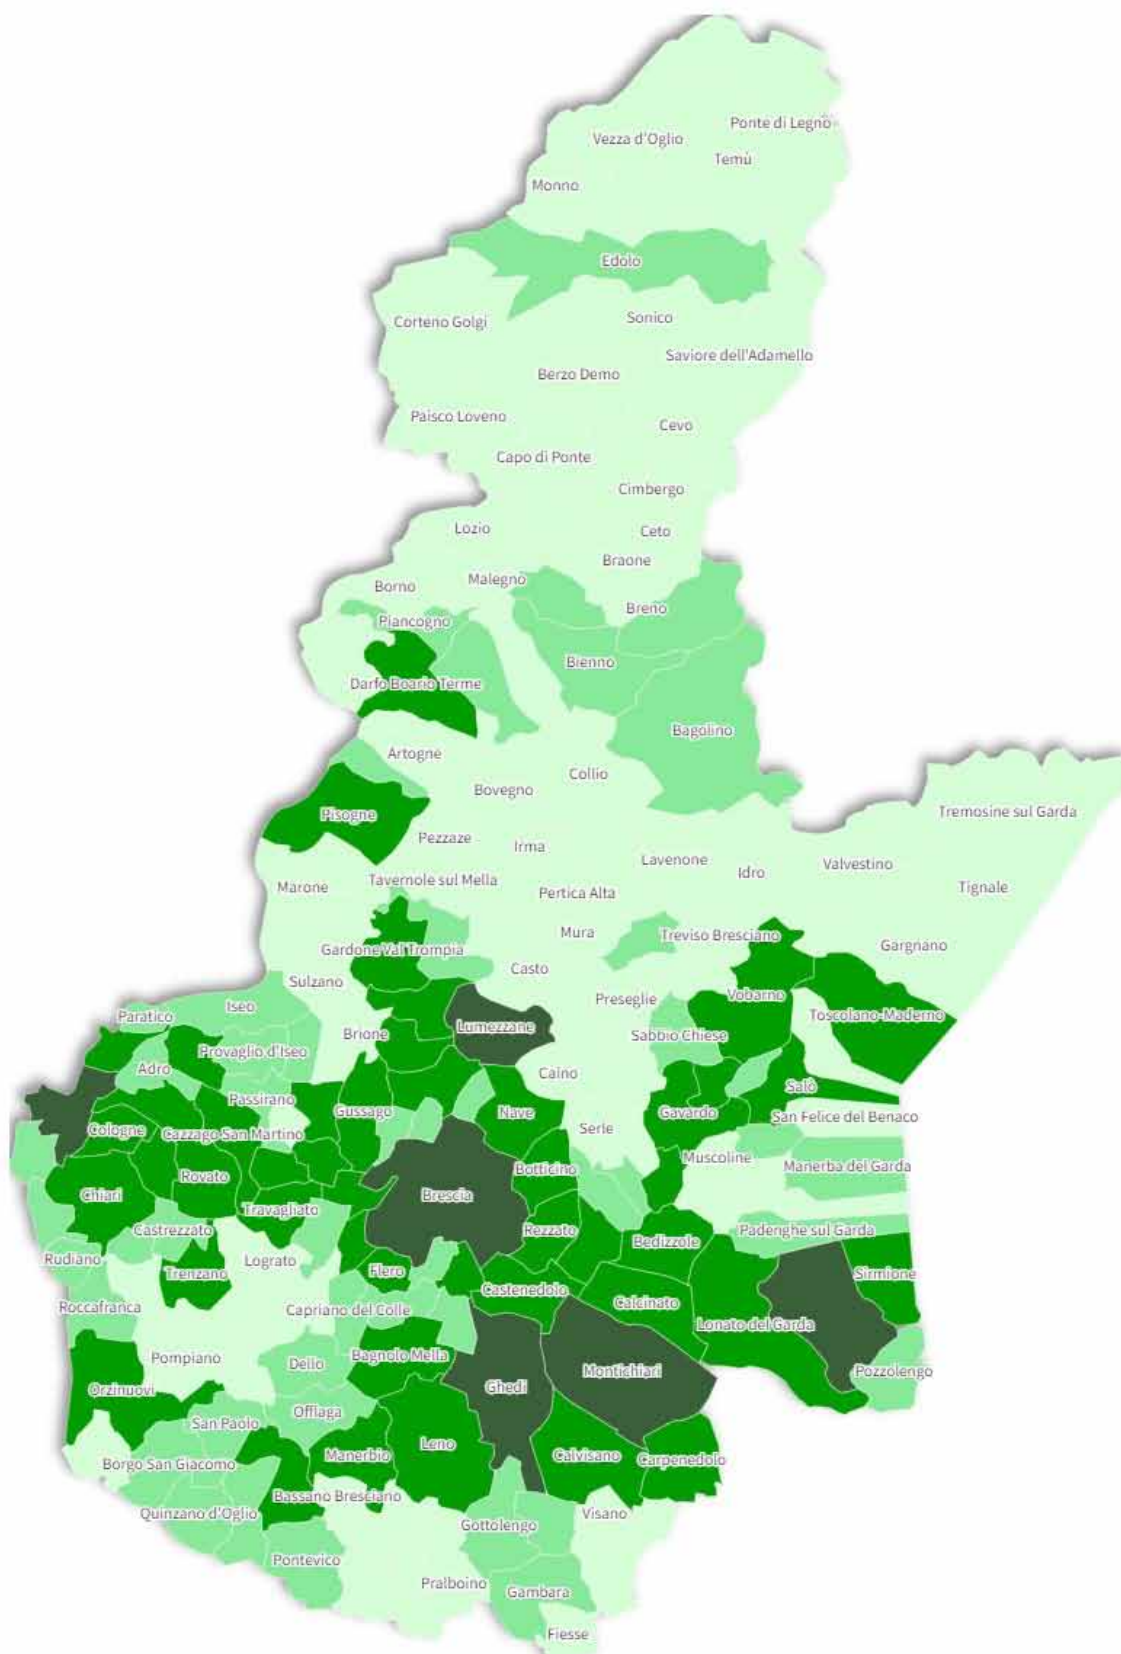 Ponte di Legno
Vezza d'Oglio
Temù
Monno
Edolo
Sonico
Corteno Golgi
Saviore dell'Adamello
Berzo Demo
Paisco Loveno
Cevo
Capo di Ponte
Cimbergo
Lozio
Ceto
Braone
Malegno
Borno
Breno
Piancogno
Bienno
Darfo Boario Terme
Bagolino
Artogne
Collio
Bovegno
Tremosine sul Garda
Pisogne
Pezzaze
Irma
Lavenone
Valvestino
Idro
Tavernole sul Mella
Marone
Tignale
Pertica Alta
Mura
Treviso Bresciano
Gargnano
Gardone Val Trompia
Casto
Sulzano
Vobarno
Preseglie
Iseo
Paratico
Toscolano-Maderno
Lumezzane
Brione
Sabbio Chiese
Provaglio d'Iseo
Adro
Caino
Salò
Passirano
Gussago
Nave
Gavardo
San Felice del Benaco
Cologne
Cazzago San Martino
Serle
Muscoline
Manerba del Garda
Botticino
Rovato
Chiari
Brescia
Travagliato
Castrezzato
Rezzato
Padenghe sul Garda
Bedizzole
Rudiano
Lograto
Trenzano
Flero
Sirmione
Castenedolo
Calcinato
Roccafranca
Capriano del Colle
Lonato del Garda
Bagnolo Mella
Pompiano
Dello
Montichiari
Pozzolengo
Ghedi
Orzinuovi
Offlaga
San Paolo
Leno
Manerbio
Calvisano
Carpenedolo
Borgo San Giacomo
Bassano Bresciano
Quinzano d'Oglio
Visano
Gottolengo
Pontevico
Pralboino
Gambara
Fiesse